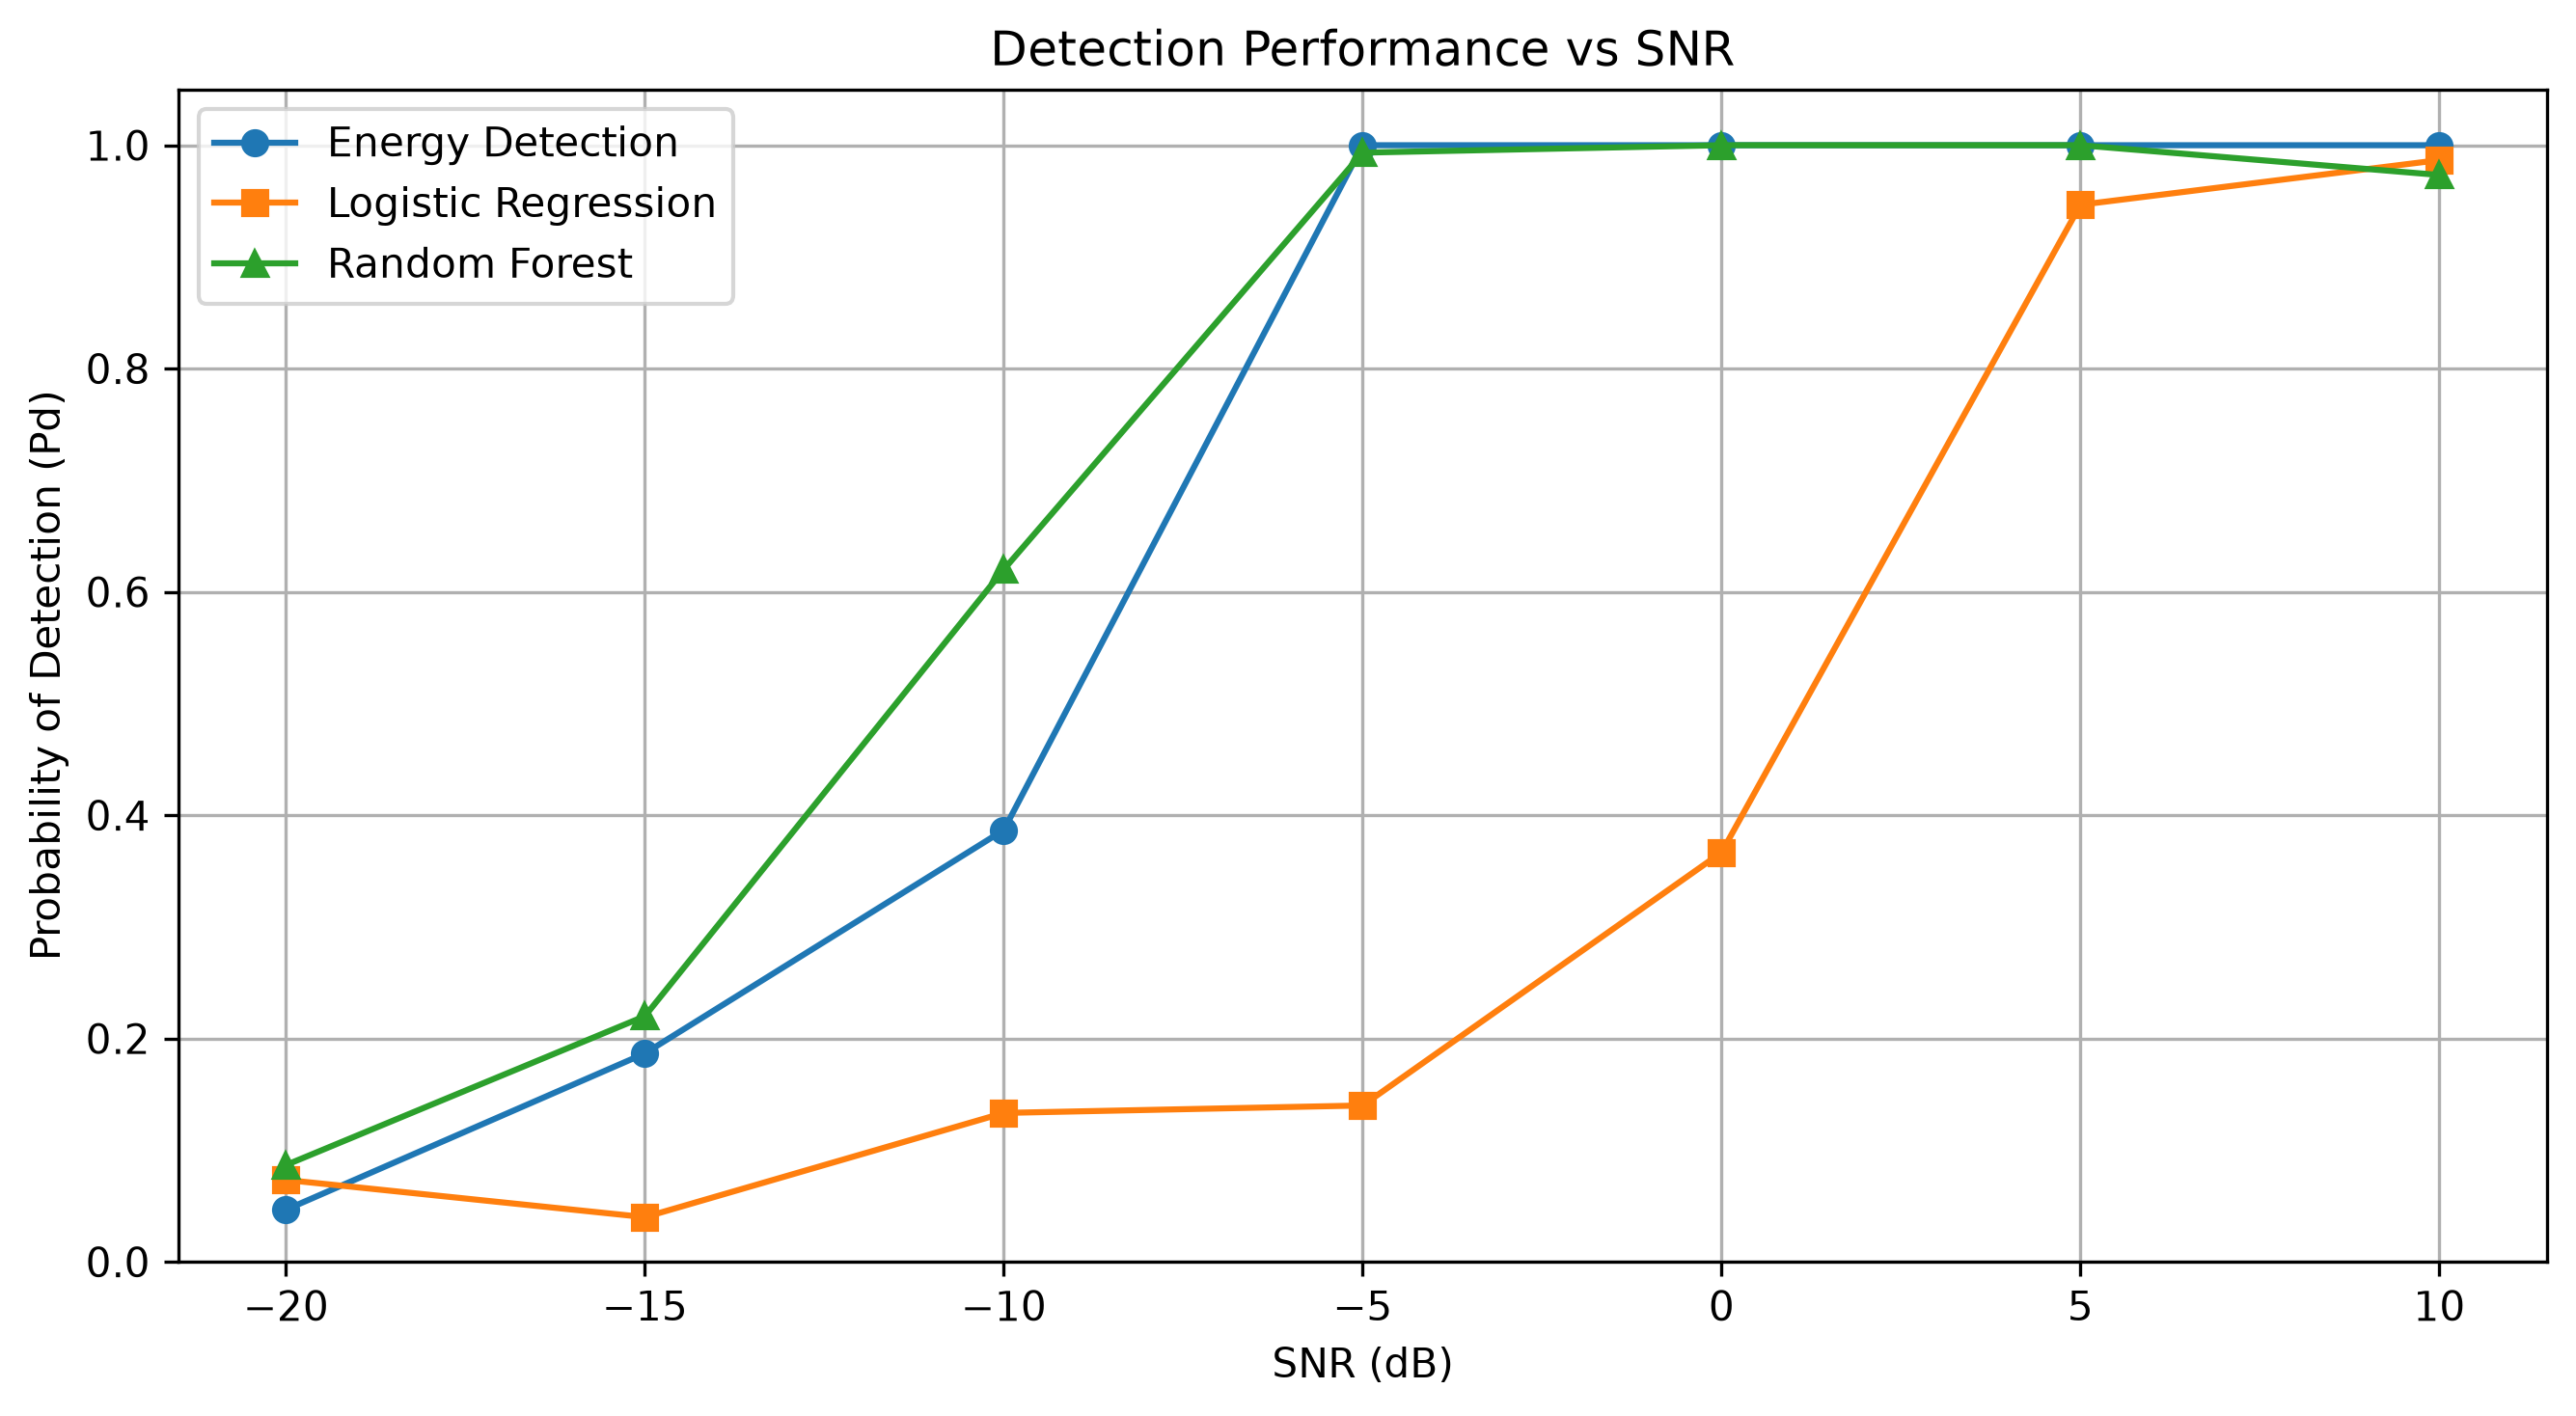 Detection Performance vs SNR
Energy Detection
Logistic Regression
Random Forest
Probability of Detection (Pd)
1.0
0.8
0.6
0.4
0.2
0.0
−20 −15 −10 −5 0 5 10
SNR (dB)